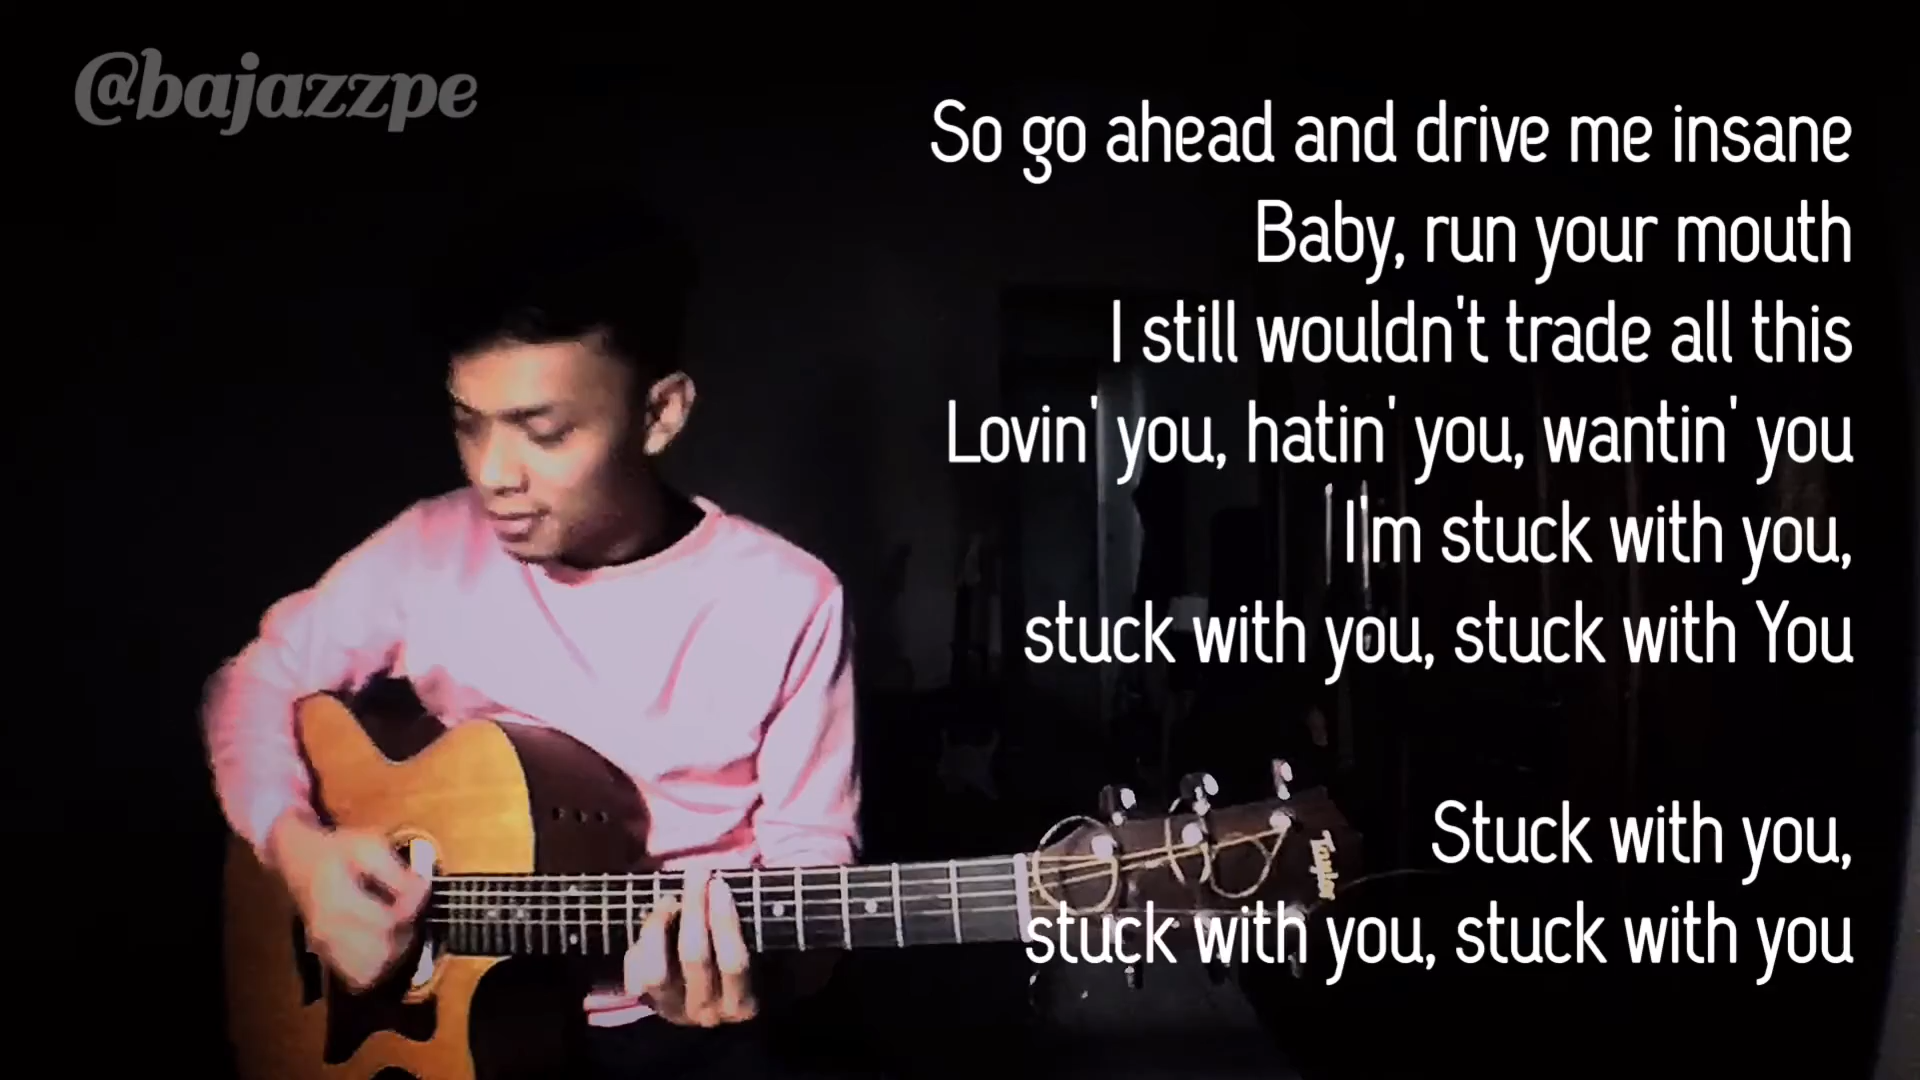 @bajazzpe
So go ahead and drive me insane
Baby, run your mouth
I still wouldn't trade all this
Lovin' you, hatin' you, wantin' you
I'm stuck with you,
stuck with you, stuck with You
Stuck with you,
stuck with you, stuck with you
Taylor